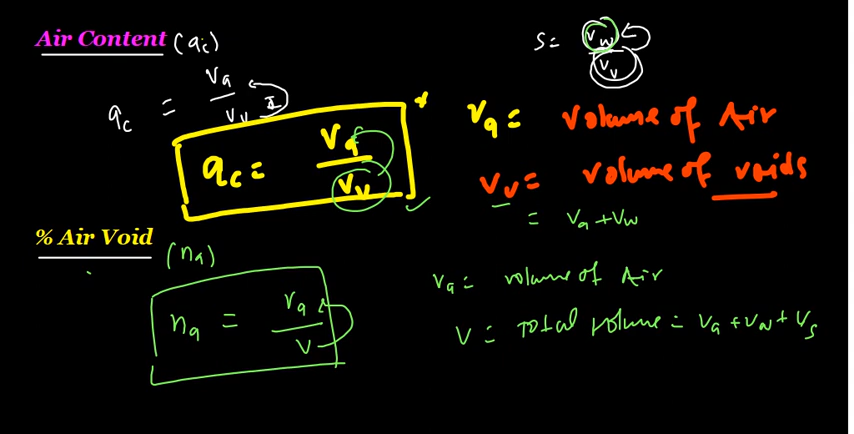 Air Content (ac)
S = Vw / Vv
ac = Va / Vv
ac = Va / Vv
Va = Volume of Air
Vv = Volume of voids
= Va + Vw
% Air Void (na)
na = Va / V
Va = Volume of Air
V = Total Volume = Va + Vw + Vs